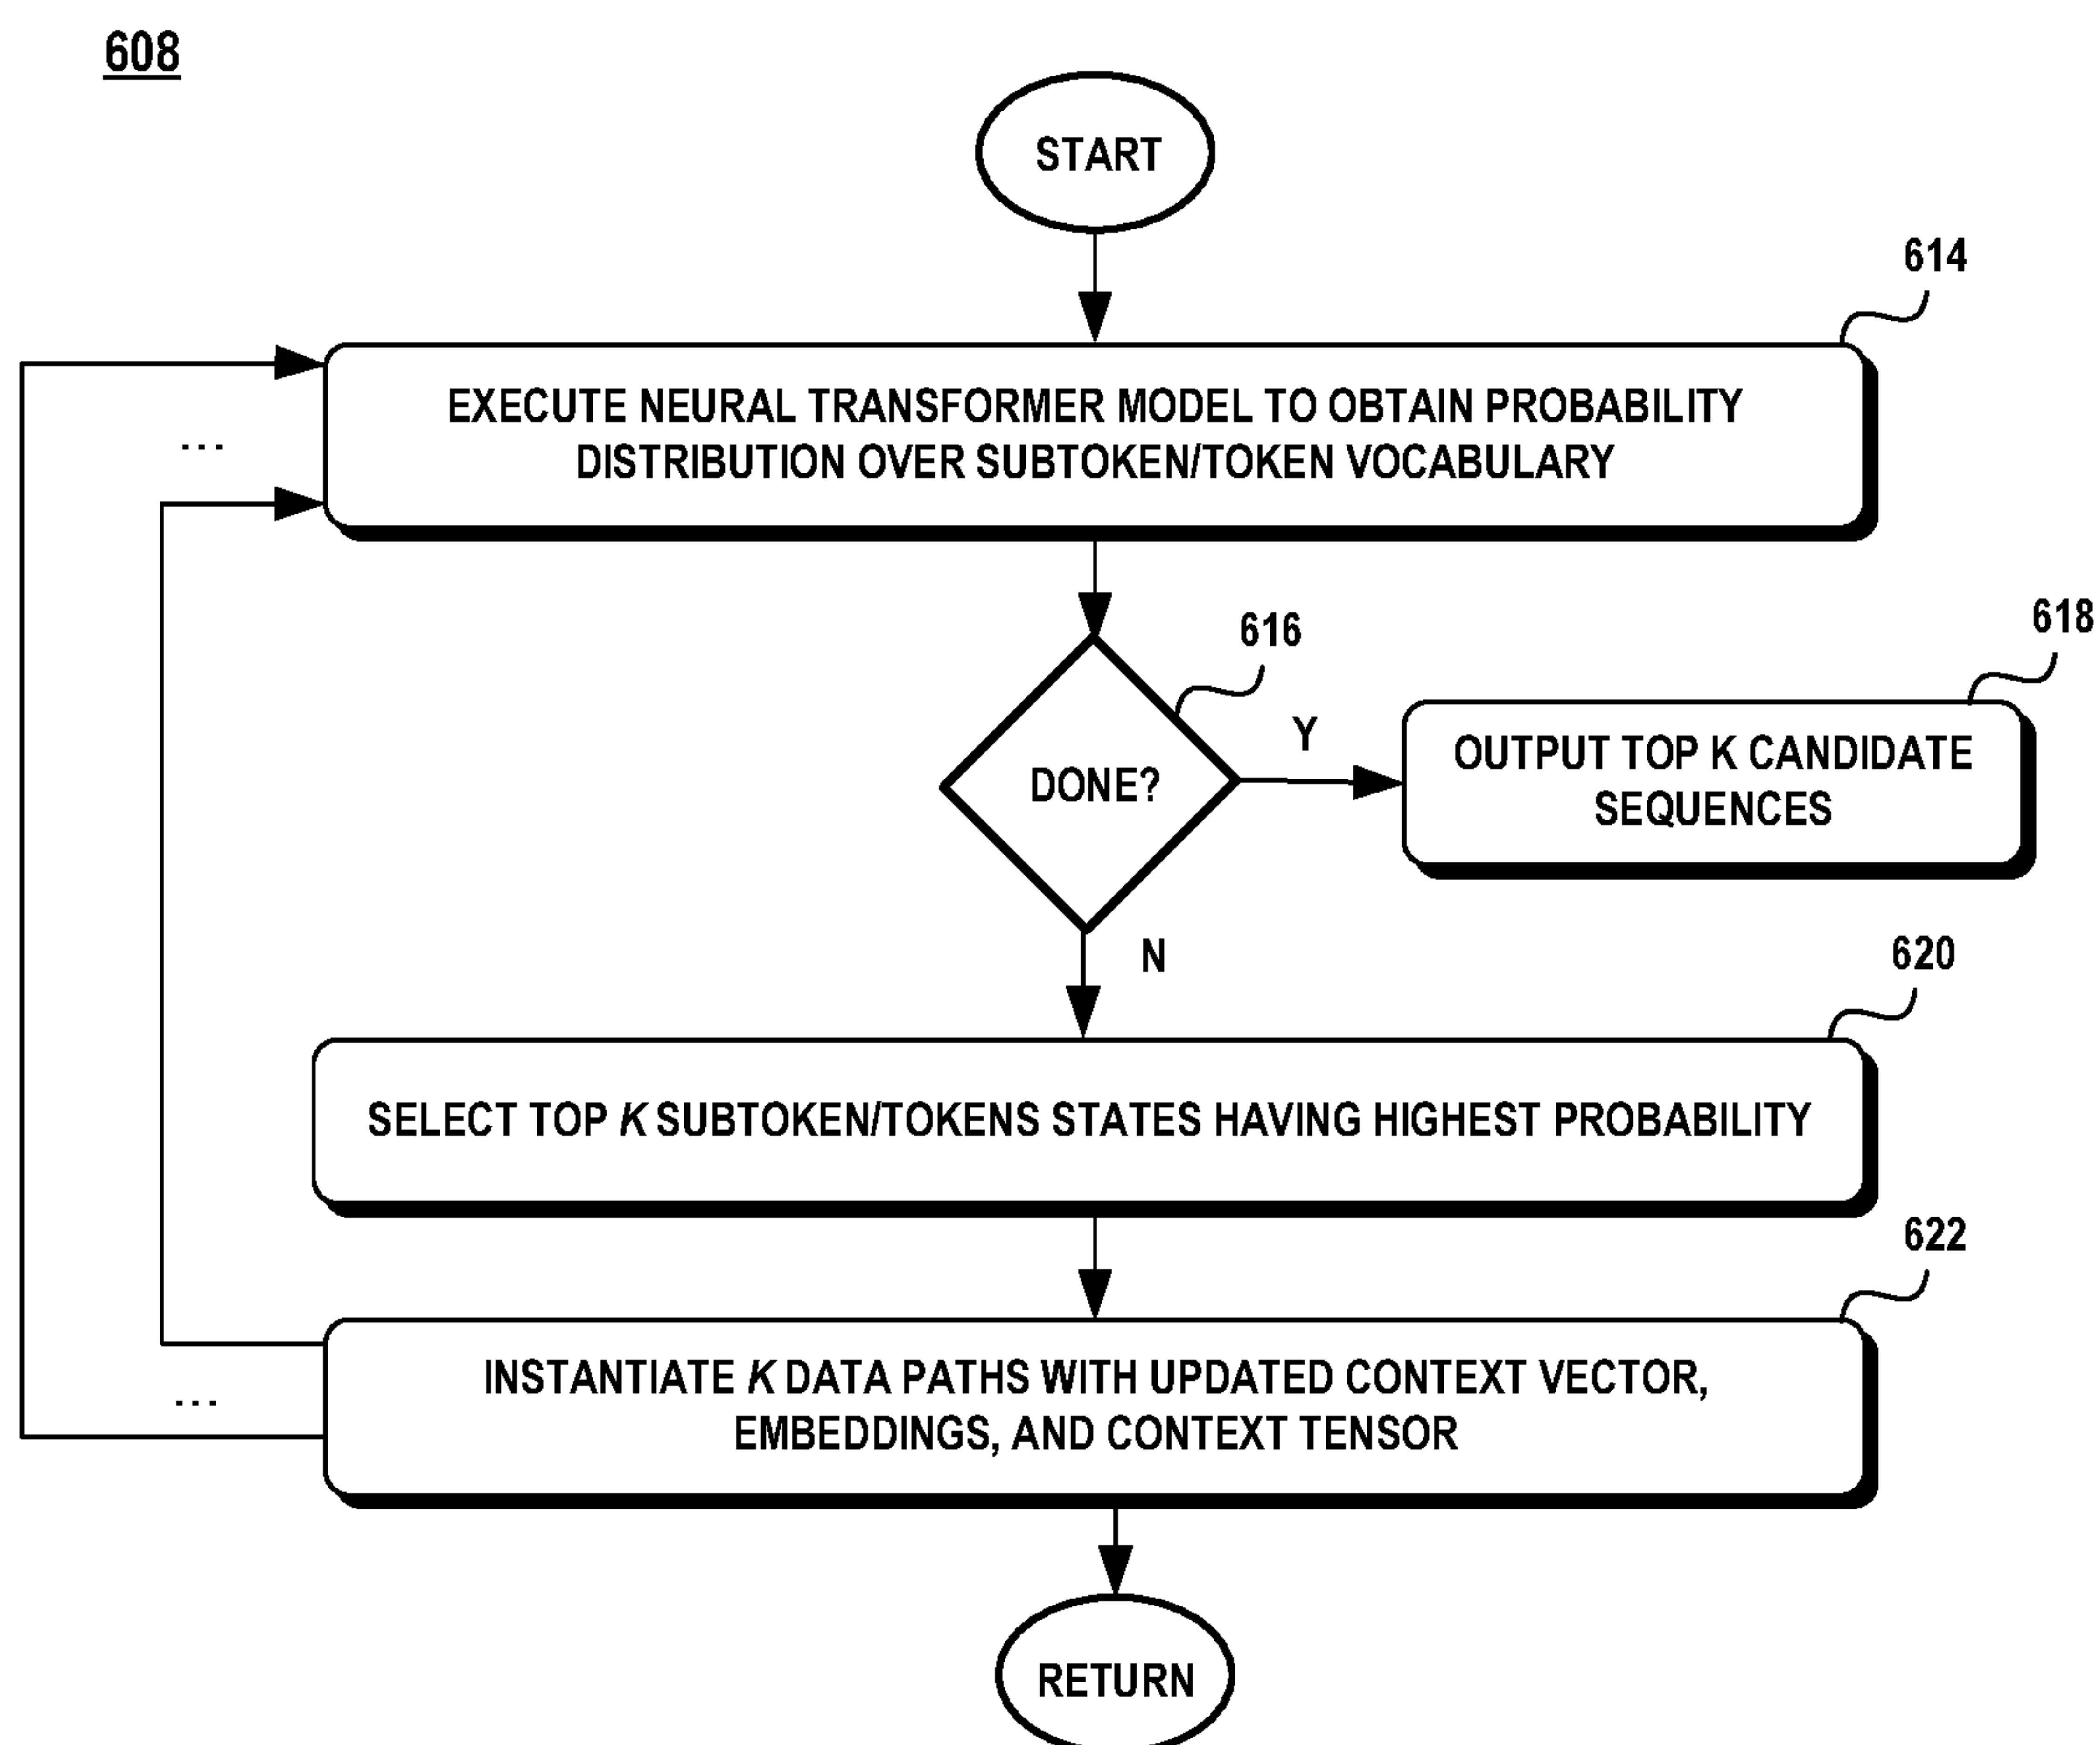 608
START
614
EXECUTE NEURAL TRANSFORMER MODEL TO OBTAIN PROBABILITY
DISTRIBUTION OVER SUBTOKEN/TOKEN VOCABULARY
...
616
618
Y
OUTPUT TOP K CANDIDATE
SEQUENCES
DONE?
N
620
SELECT TOP K SUBTOKEN/TOKENS STATES HAVING HIGHEST PROBABILITY
622
INSTANTIATE K DATA PATHS WITH UPDATED CONTEXT VECTOR,
EMBEDDINGS, AND CONTEXT TENSOR
...
RETURN